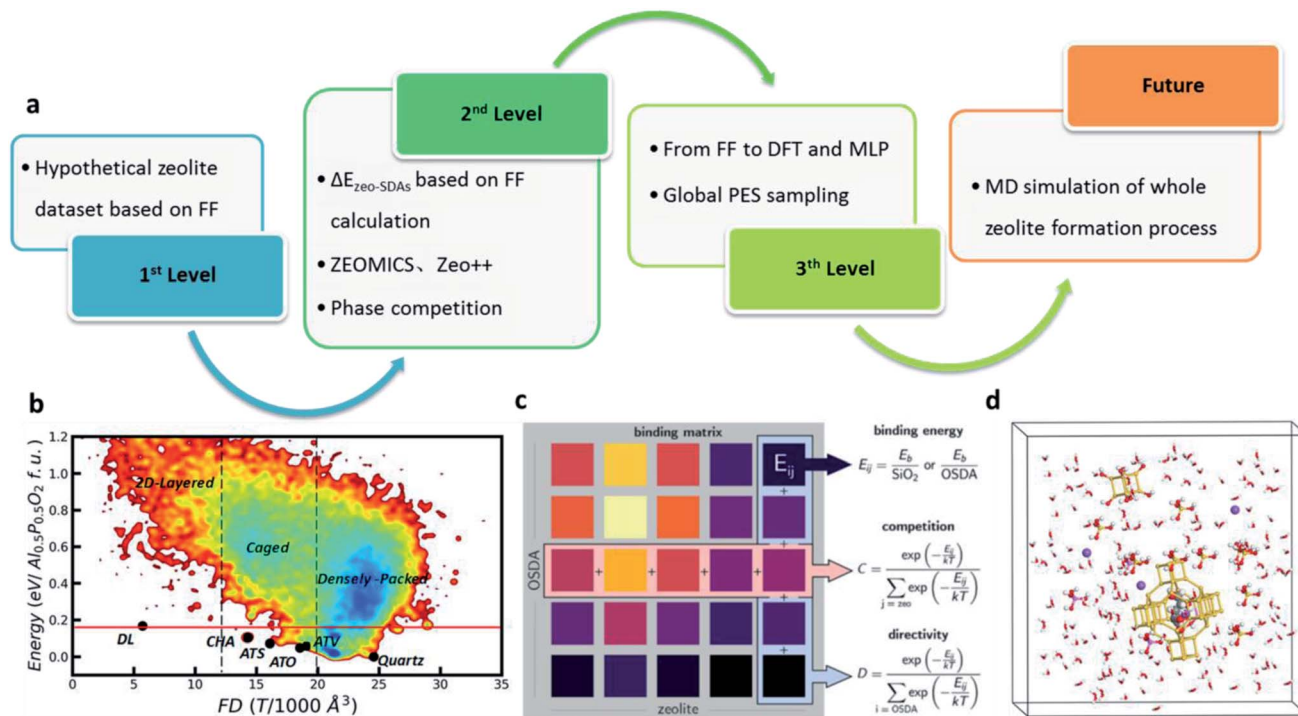 a
• Hypothetical zeolite
dataset based on FF
1st Level
2nd Level
• ΔEzeo-SDAs based on FF
calculation
• ZEOMICS、Zeo++
• Phase competition
• From FF to DFT and MLP
• Global PES sampling
3th Level
Future
• MD simulation of whole
zeolite formation process
b
Energy (eV/ Al0.5P0.5O2 f. u.)
1.2
1.0
0.8
0.6
0.4
0.2
0.0
2D-Layered
Caged
Densely -Packed
DL
CHA
ATS
ATO
ATV
Quartz
0 5 10 15 20 25 30 35
FD (T/1000 Å3)
c
binding matrix
OSDA
zeolite
Eij
+
+ + + +
+
+
binding energy
Eij = Eb/SiO2 or Eb/OSDA
competition
C = exp(−Eij/kT) / ∑j = zeo exp(−Eij/kT)
directivity
D = exp(−Eij/kT) / ∑i = OSDA exp(−Eij/kT)
d